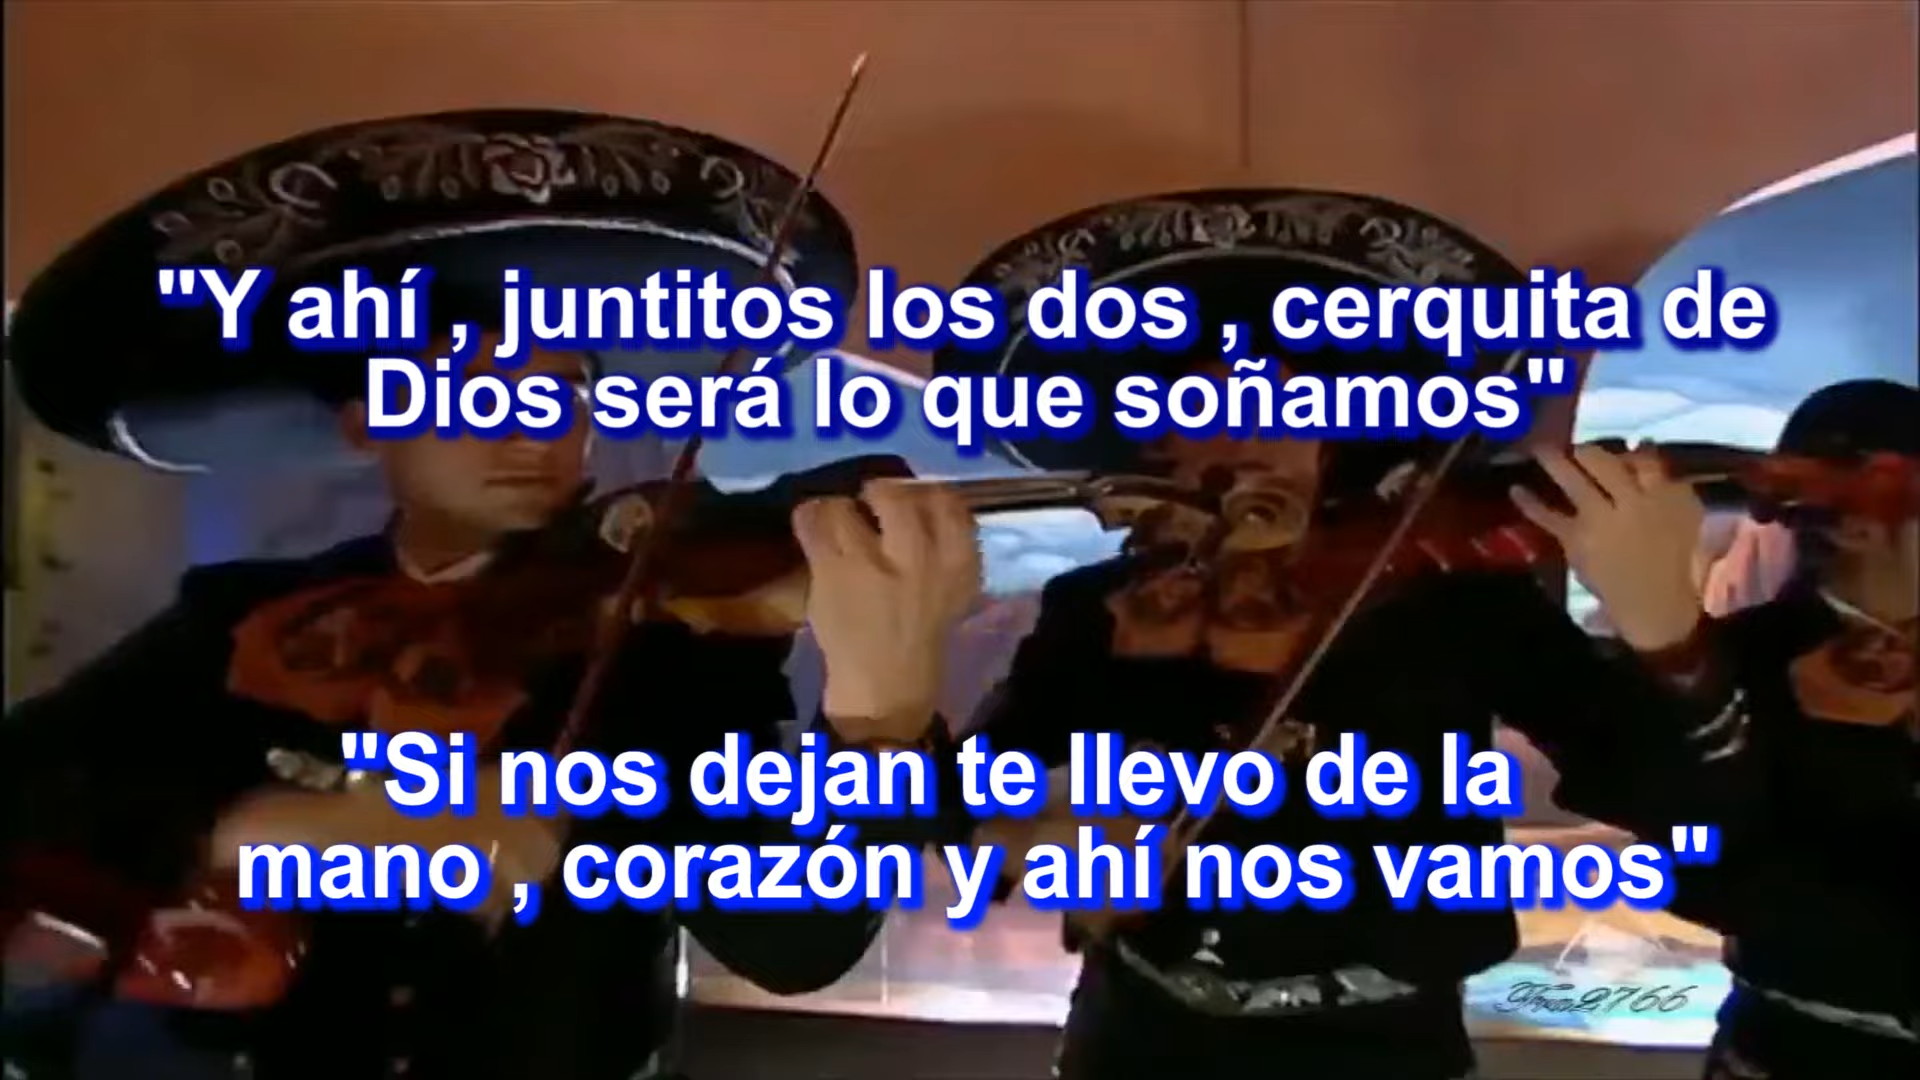 "Y ahí , juntitos los dos , cerquita de
Dios será lo que soñamos"
"Si nos dejan te llevo de la
mano , corazón y ahí nos vamos"